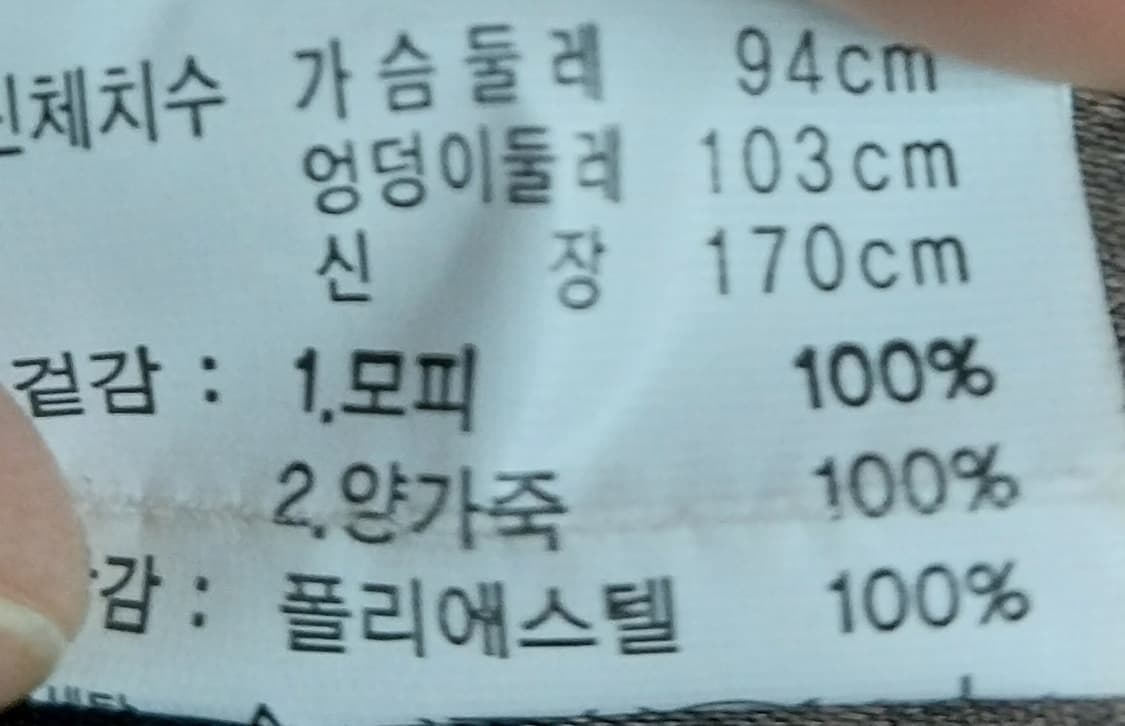 신체치수 가슴둘레 94cm
엉덩이둘레 103cm
신 장 170cm
겉감 : 1.모피 100%
2.양가죽 100%
감 : 폴리에스텔 100%